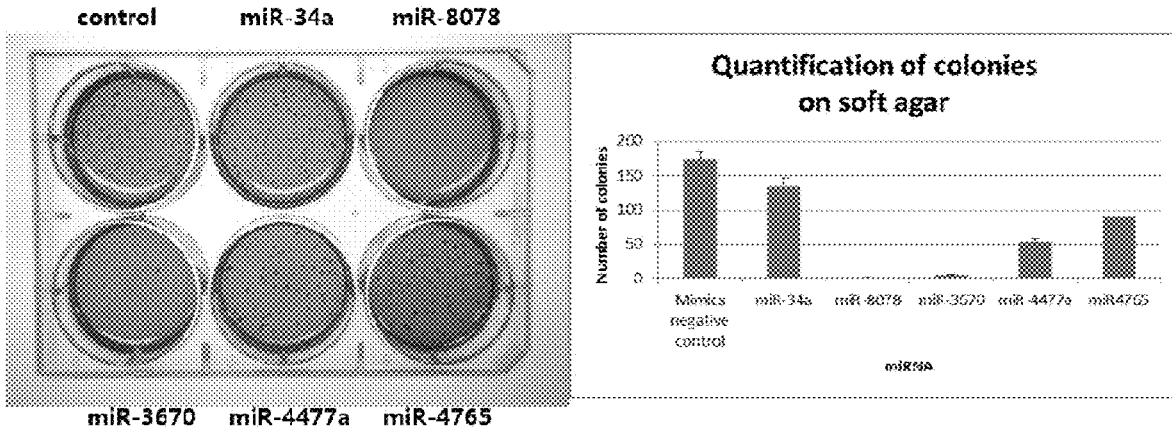 control miR-34a miR-8078
miR-3670 miR-4477a miR-4765
Quantification of colonies
on soft agar
Number of colonies
200
150
100
50
0
Mimics negative control
miR-34a
miR-8078
miR-3670
miR-4477a
miR4765
miRNA